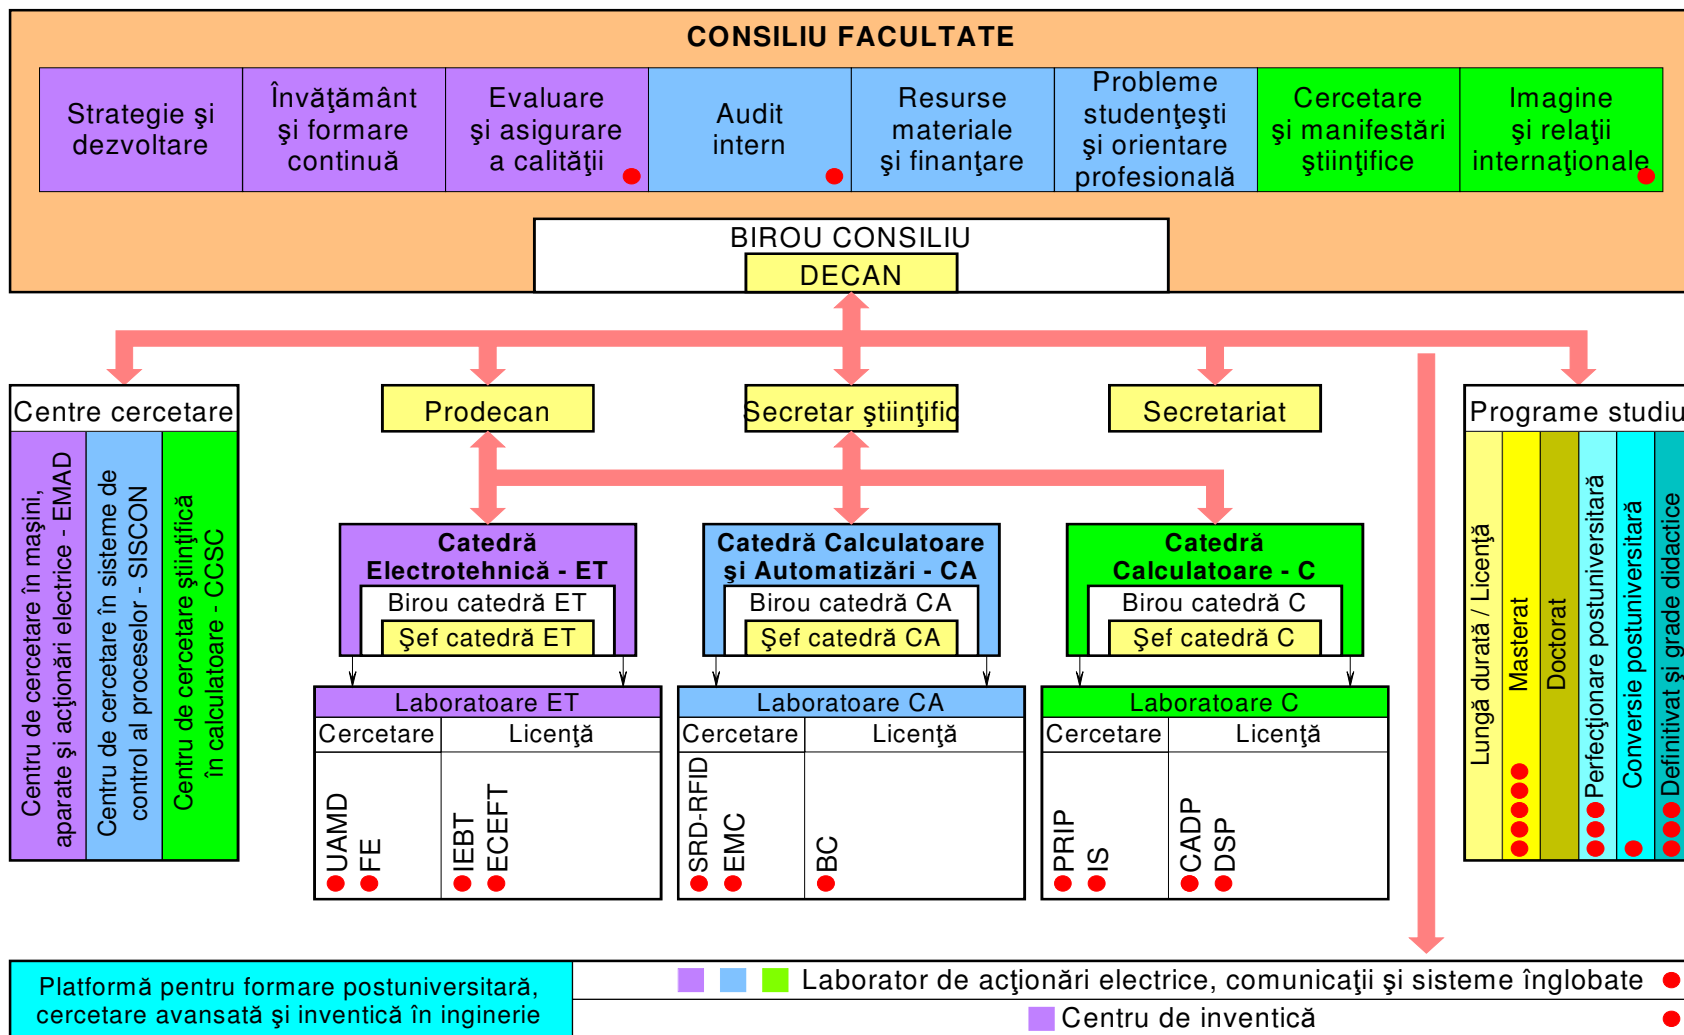 CONSILIU FACULTATE
Strategie şi
dezvoltare
Învăţământ
şi formare
continuă
Evaluare
şi asigurare
a calităţii
Audit
intern
Resurse
materiale
şi finanţare
Probleme
studenţeşti
şi orientare
profesională
Cercetare
şi manifestări
ştiinţifice
Imagine
şi relaţii
internaţionale
BIROU CONSILIU
DECAN
Centre cercetare
Centru de cercetare în maşini,
aparate şi acţionări electrice - EMAD
Centru de cercetare în sisteme de
control al proceselor - SISCON
Centru de cercetare ştiinţifică
în calculatoare - CCSC
Prodecan
Secretar ştiinţific
Secretariat
Programe studiu
Lungă durată / Licenţă
Masterat
Doctorat
Perfecţionare postuniversitară
Conversie postuniversitară
Definitivat şi grade didactice
Catedră
Electrotehnică - ET
Birou catedră ET
Şef catedră ET
Catedră Calculatoare
şi Automatizări - CA
Birou catedră CA
Şef catedră CA
Catedră
Calculatoare - C
Birou catedră C
Şef catedră C
Laboratoare ET
Cercetare
Licenţă
UAMD
FE
IEBT
ECEFT
Laboratoare CA
Cercetare
Licenţă
SRD-RFID
EMC
BC
Laboratoare C
Cercetare
Licenţă
PRIP
IS
CADP
DSP
Platformă pentru formare postuniversitară,
cercetare avansată şi inventică în inginerie
Laborator de acţionări electrice, comunicaţii şi sisteme înglobate
Centru de inventică